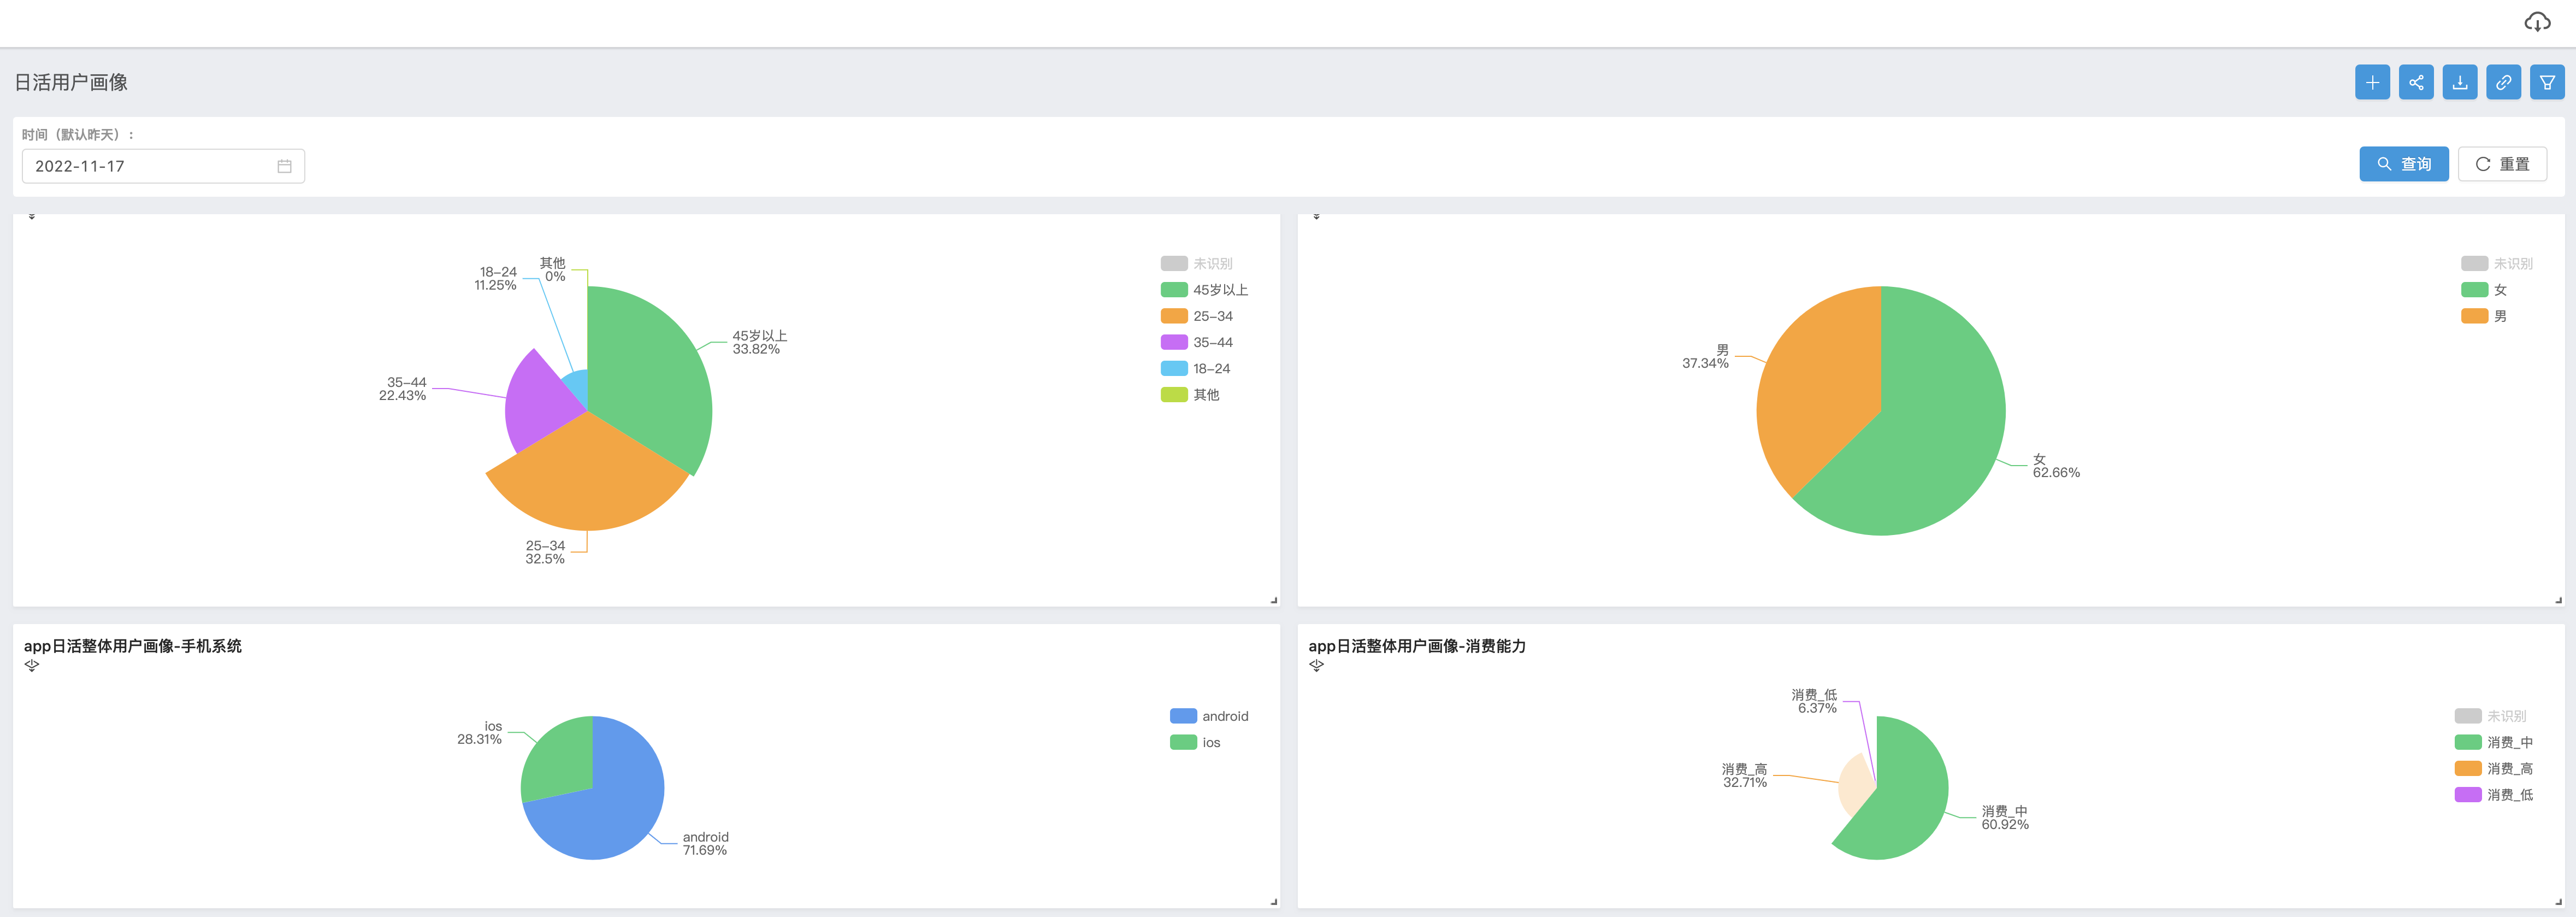 日活用户画像
时间（默认昨天）：
2022-11-17
查询
重置
其他
0%
18-24
11.25%
45岁以上
33.82%
35-44
22.43%
25-34
32.5%
未识别
45岁以上
25-34
35-44
18-24
其他
男
37.34%
女
62.66%
未识别
女
男
app日活整体用户画像-手机系统
ios
28.31%
android
71.69%
android
ios
app日活整体用户画像-消费能力
消费_低
6.37%
消费_高
32.71%
消费_中
60.92%
未识别
消费_中
消费_高
消费_低